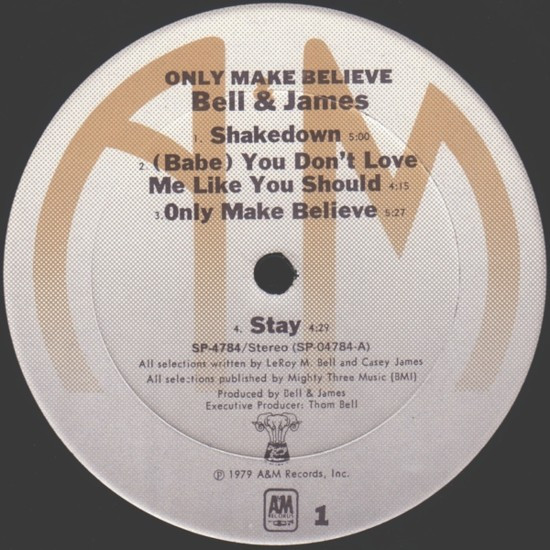 ONLY MAKE BELIEVE
Bell & James
1. Shakedown 5:00
2. (Babe) You Don't Love
Me Like You Should 4:15
3. Only Make Believe 5:27
4. Stay 4:29
SP-4784/Stereo (SP-04784-A)
All selections written by LeRoy M. Bell and Casey James
All selections published by Mighty Three Music (BMI)
Produced by Bell & James
Executive Producer: Thom Bell
℗ 1979 A&M Records, Inc.
A&M
RECORDS
1